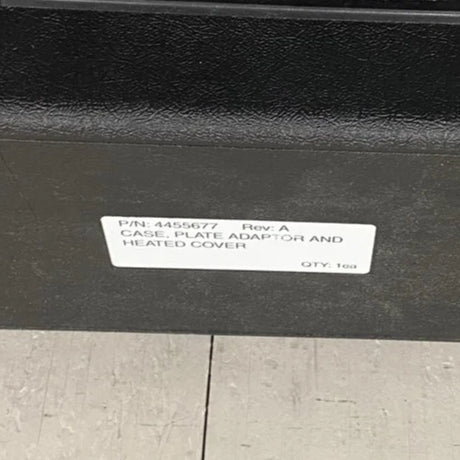 P/N: 4455677 Rev: A
CASE, PLATE ADAPTOR AND
HEATED COVER
QTY: 1ea